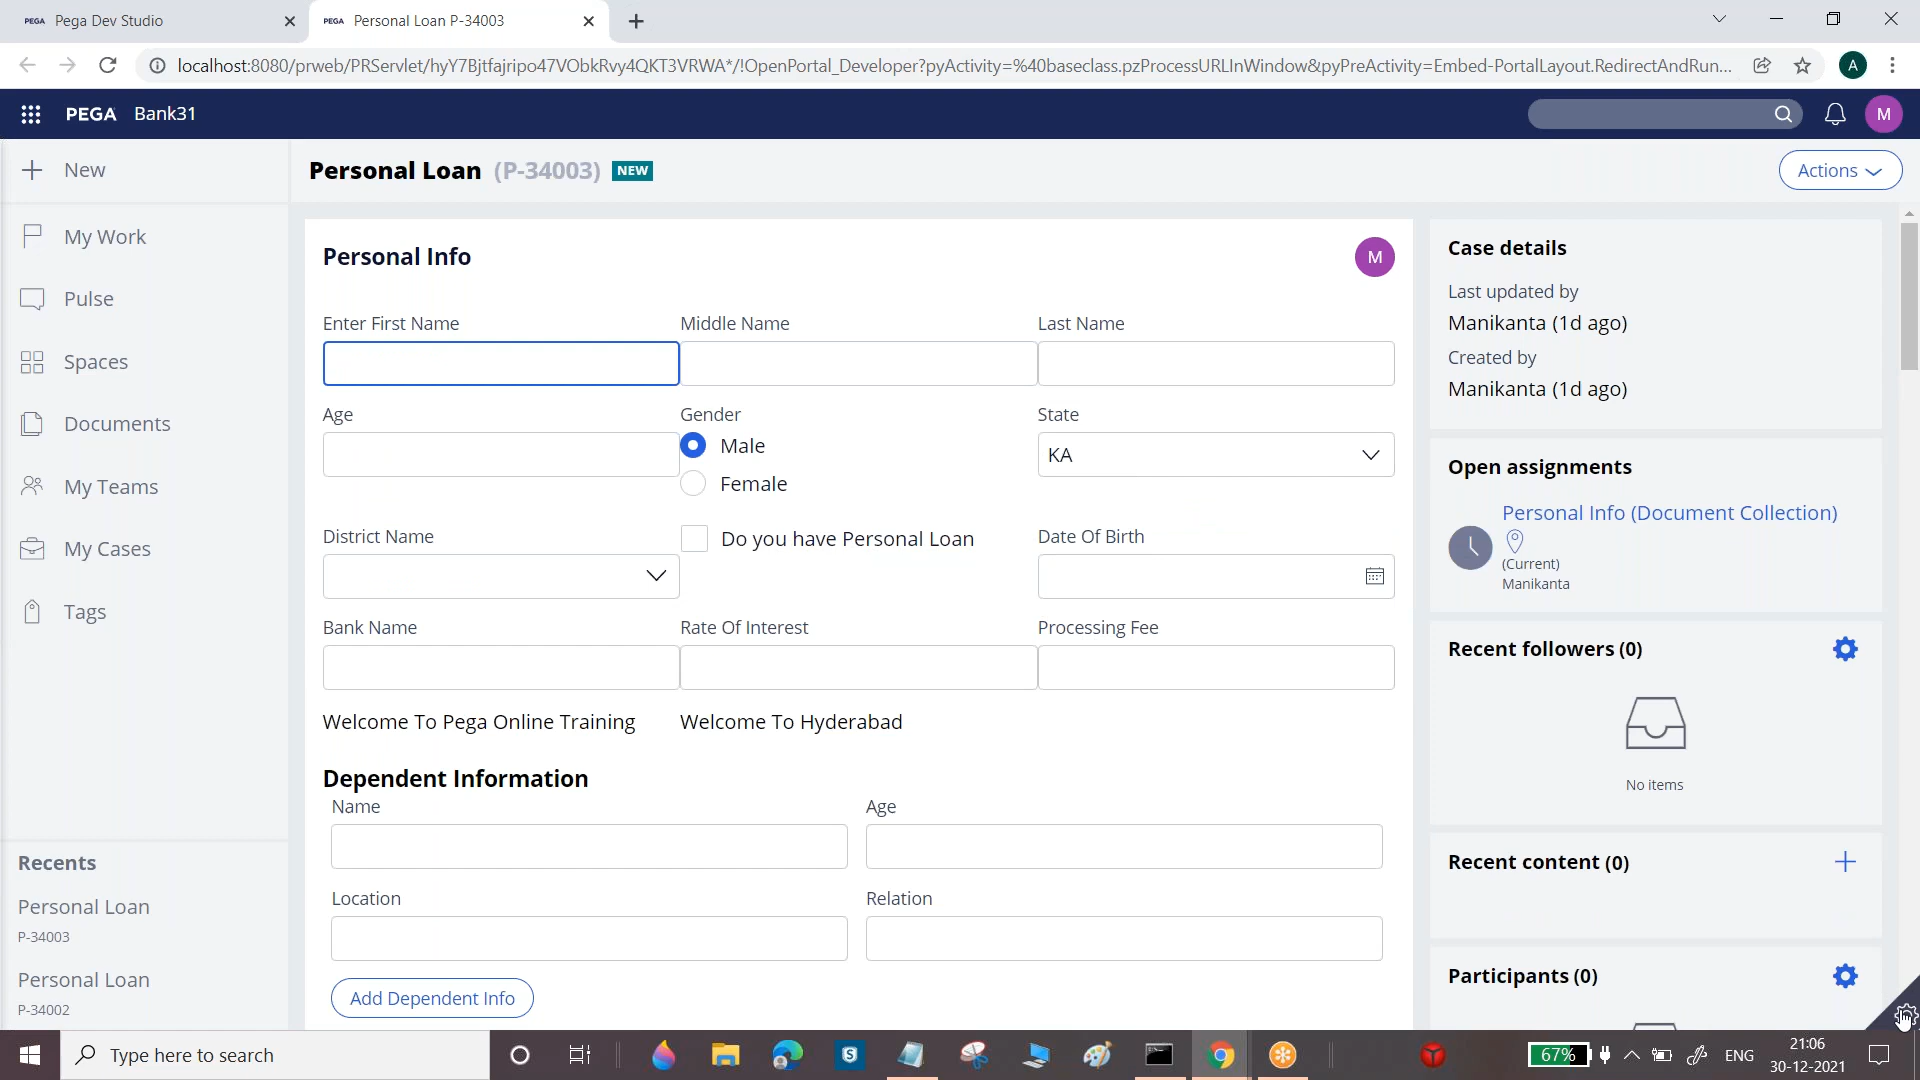 PEGA Pega Dev Studio
PEGA Personal Loan P-34003
localhost:8080/prweb/PRServlet/hyY7Bjtfajripo47VObkRvy4QKT3VRWA*/!OpenPortal_Developer?pyActivity=%40baseclass.pzProcessURLInWindow&pyPreActivity=Embed-PortalLayout.RedirectAndRun...
A
PEGA Bank31
M
New
Personal Loan (P-34003) NEW
Actions
My Work
Pulse
Spaces
Documents
My Teams
My Cases
Tags
Recents
Personal Loan
P-34003
Personal Loan
P-34002
Personal Info
M
Enter First Name Middle Name Last Name
Age Gender State
Male
KA
Female
District Name Do you have Personal Loan Date Of Birth
Bank Name Rate Of Interest Processing Fee
Welcome To Pega Online Training Welcome To Hyderabad
Dependent Information
Name Age
Location Relation
Add Dependent Info
Case details
Last updated by
Manikanta (1d ago)
Created by
Manikanta (1d ago)
Open assignments
Personal Info (Document Collection)
(Current)
Manikanta
Recent followers (0)
No items
Recent content (0)
Participants (0)
Type here to search
S
67%
ENG
21:06
30-12-2021